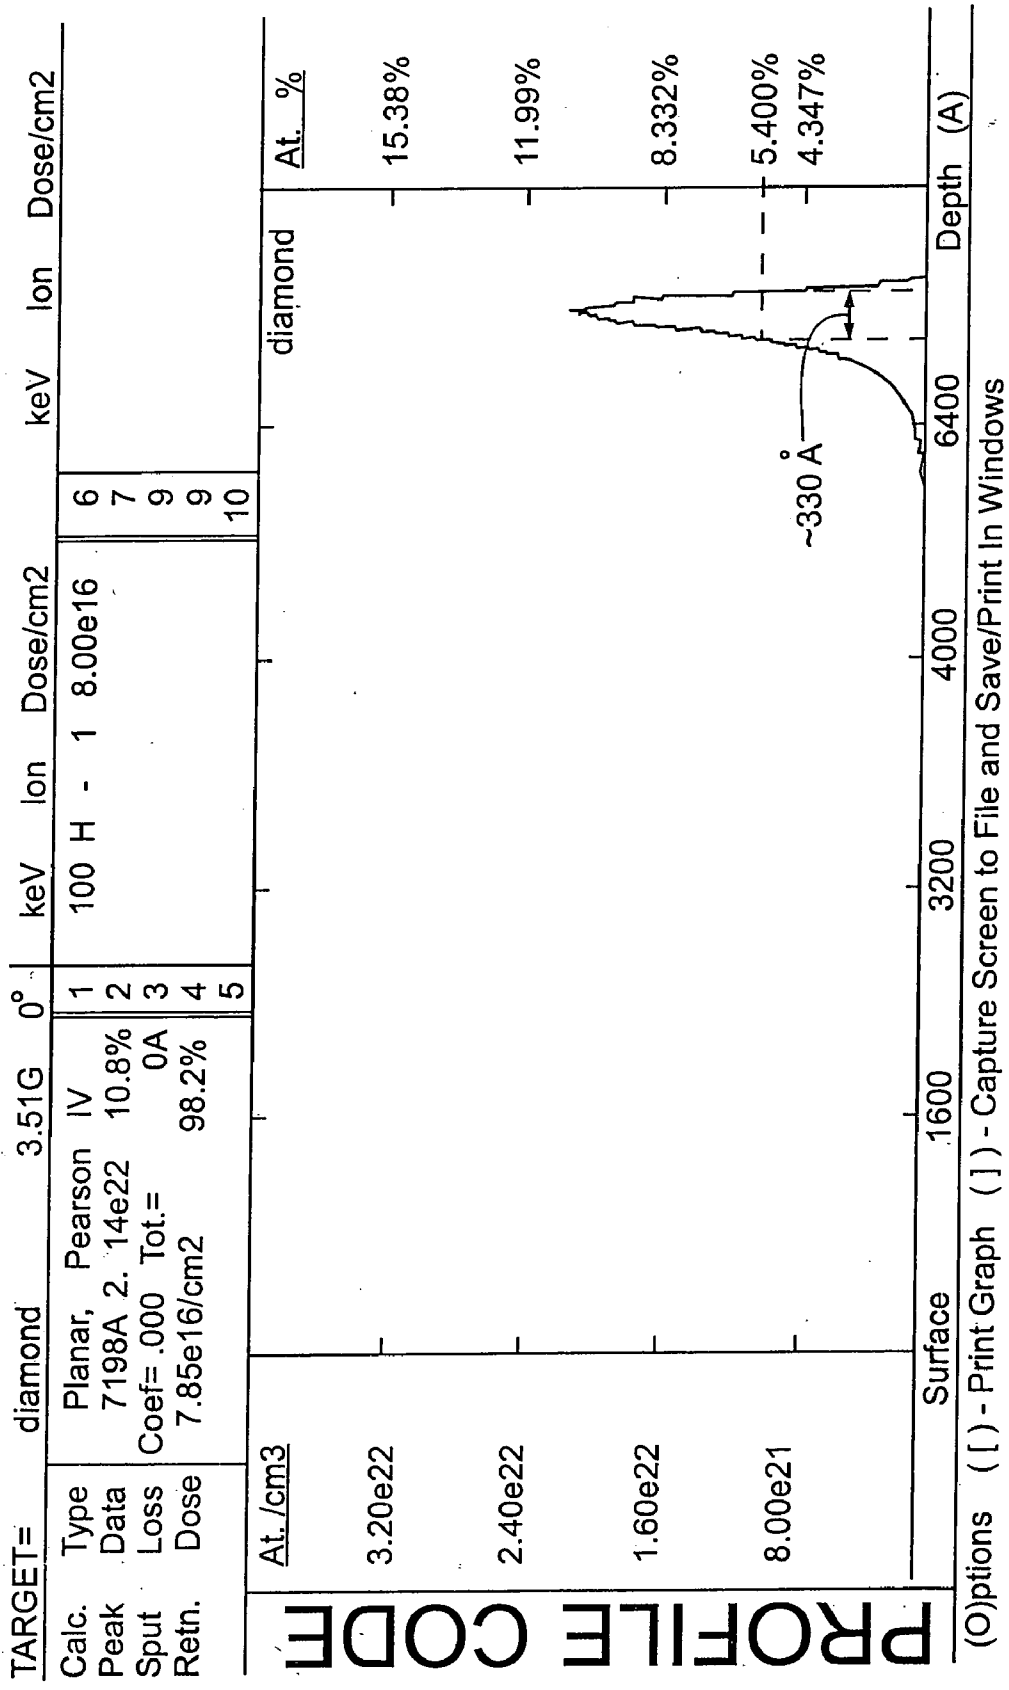 TARGET= diamond 3.51G 0° keV Ion Dose/cm2 keV Ion Dose/cm2
Calc. Type Planar, Pearson IV 1 100 H - 1 8.00e16 6
Peak Data 7198A 2. 14e22 10.8% 2 7
Sput Loss Coef= .000 Tot.= 0A 3 9
Retn. Dose 7.85e16/cm2 98.2% 4 9
5 10
PROFILE CODE
At. /cm3 diamond At. %
3.20e22 15.38%
2.40e22 11.99%
1.60e22 8.332%
5.400%
8.00e21 4.347%
~330 Å
Surface 1600 3200 4000 6400 Depth (A)
(O)ptions ( [ ) - Print Graph ( ] ) - Capture Screen to File and Save/Print In Windows